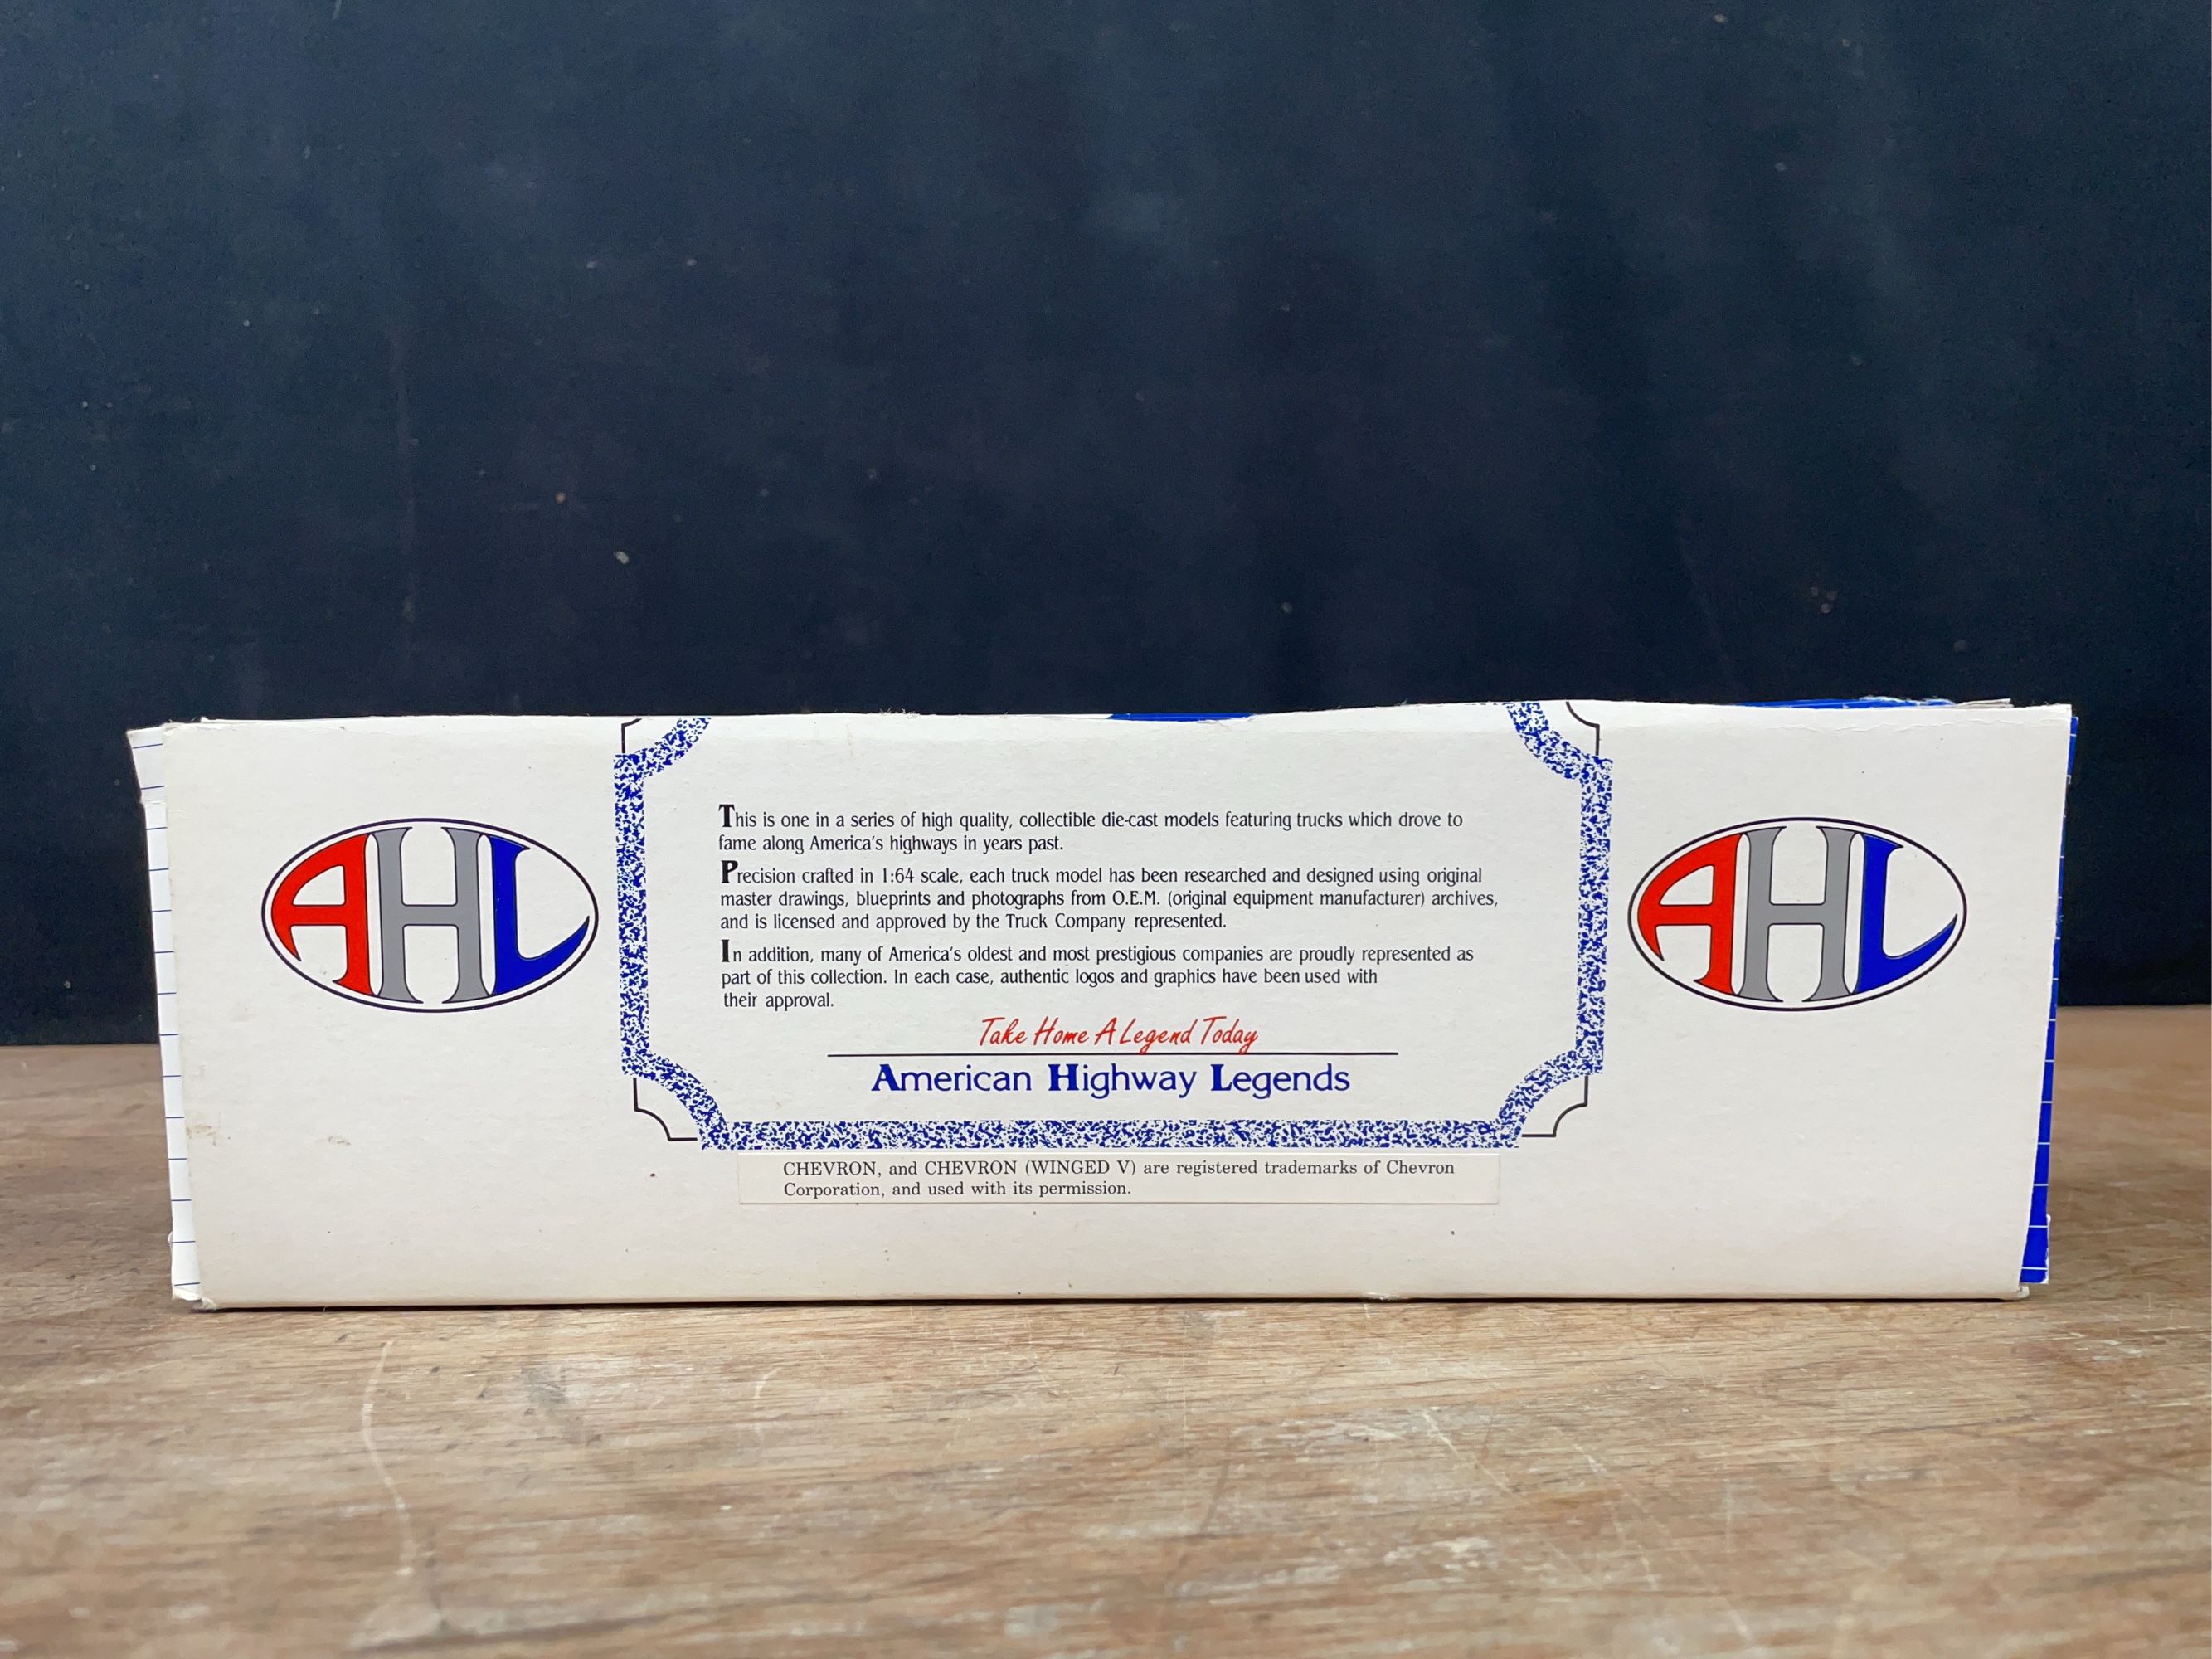 AHL
This is one in a series of high quality, collectible die-cast models featuring trucks which drove to
fame along America's highways in years past.
Precision crafted in 1:64 scale, each truck model has been researched and designed using original
master drawings, blueprints and photographs from O.E.M. (original equipment manufacturer) archives,
and is licensed and approved by the Truck Company represented.
In addition, many of America's oldest and most prestigious companies are proudly represented as
part of this collection. In each case, authentic logos and graphics have been used with
their approval.
Take Home A Legend Today
American Highway Legends
CHEVRON, and CHEVRON (WINGED V) are registered trademarks of Chevron
Corporation, and used with its permission.
AHL